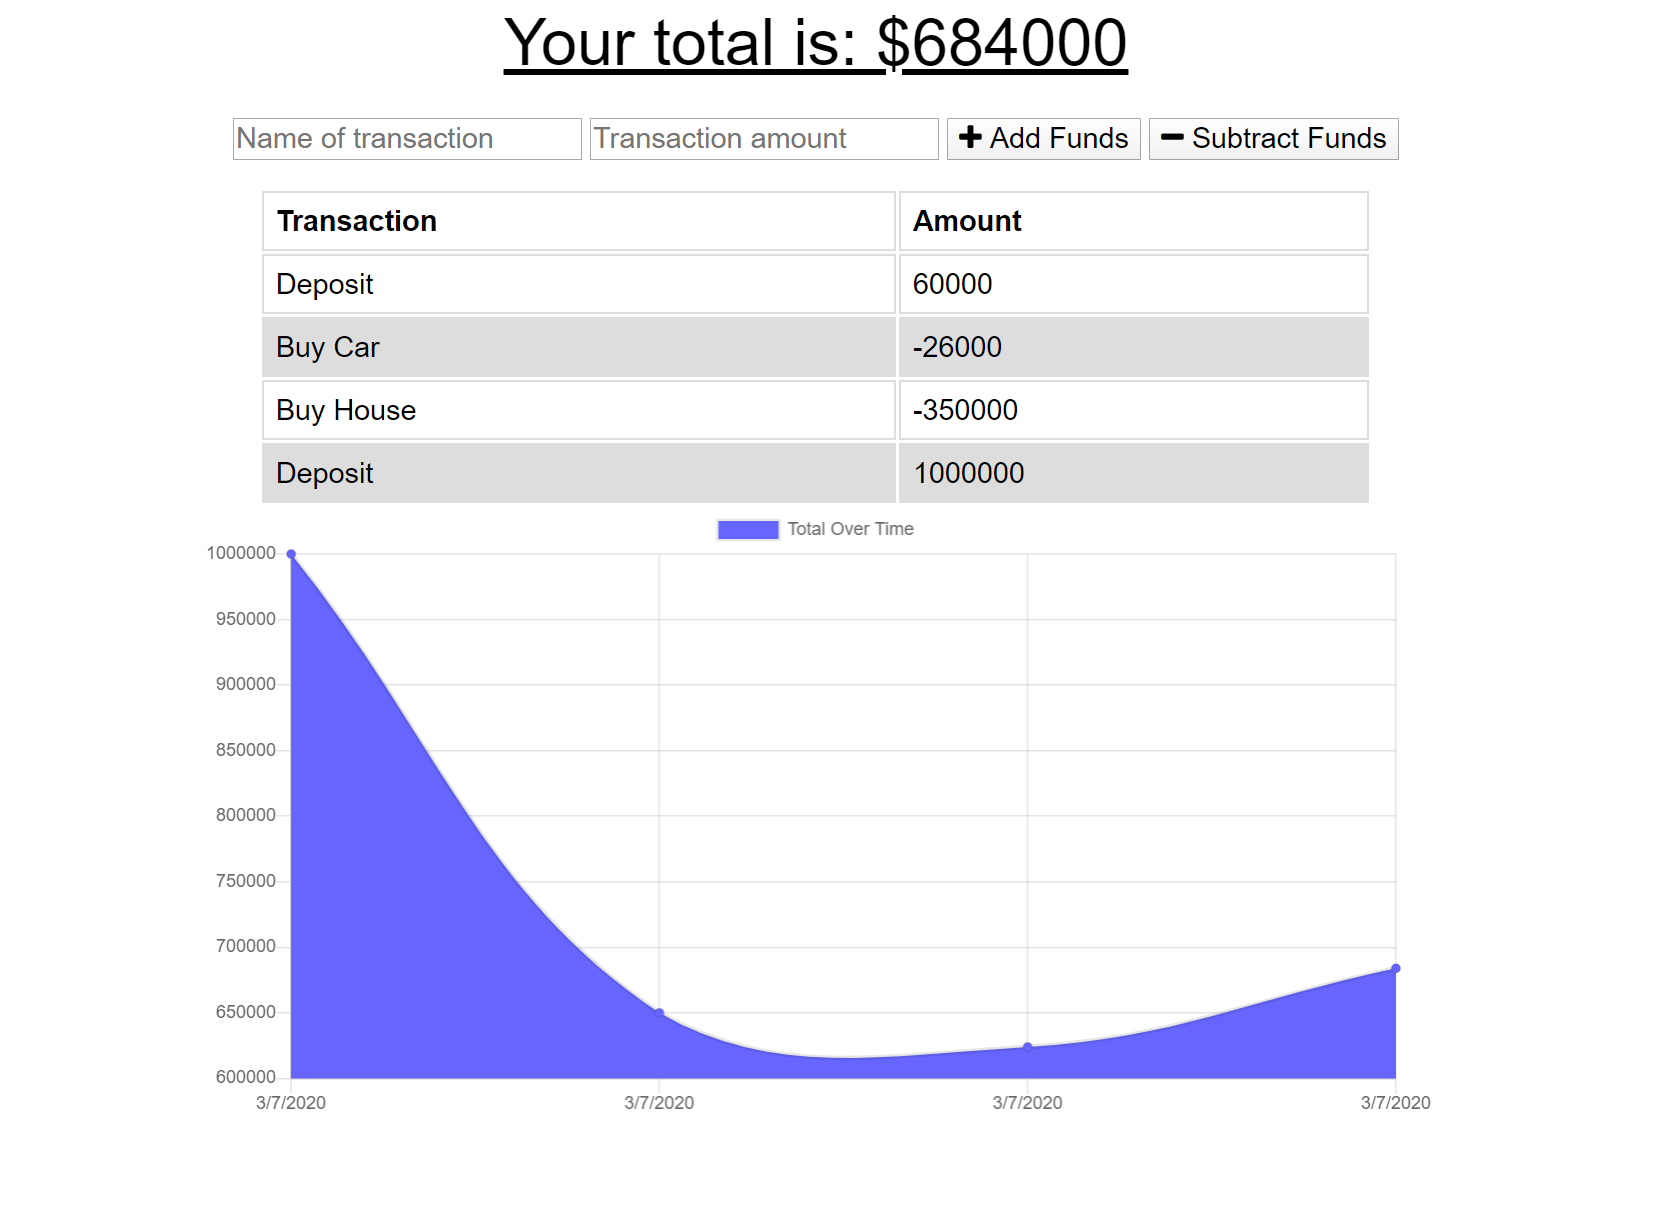 Your total is: $684000
Name of transaction Transaction amount Add Funds Subtract Funds
Transaction Amount
Deposit 60000
Buy Car -26000
Buy House -350000
Deposit 1000000
Total Over Time
1000000
950000
900000
850000
800000
750000
700000
650000
600000
3/7/2020 3/7/2020 3/7/2020 3/7/2020